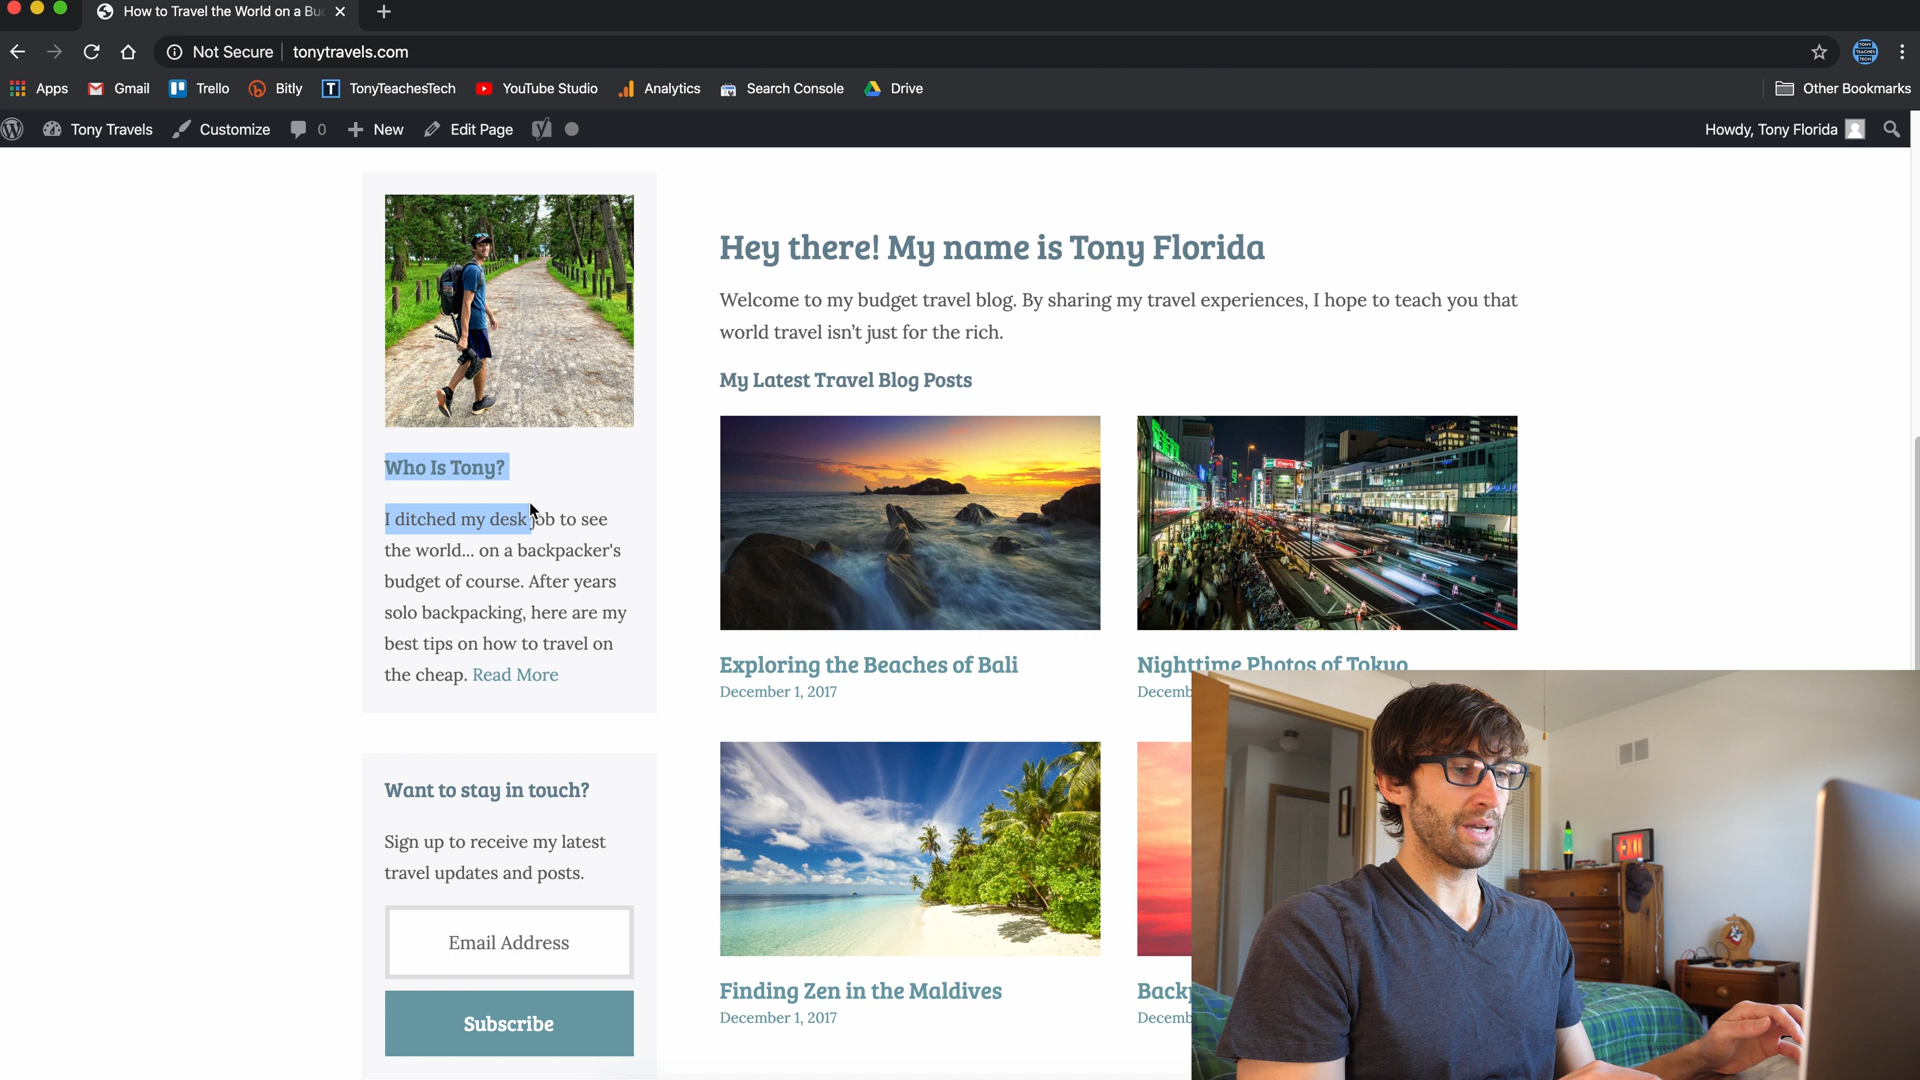 How to Travel the World on a Bu
Not Secure
tonytravels.com
Apps
Gmail
Trello
Bitly
TonyTeachesTech
YouTube Studio
Analytics
Search Console
Drive
Other Bookmarks
Tony Travels
Customize
0
New
Edit Page
Howdy, Tony Florida
Who Is Tony?
I ditched my desk job to see
the world... on a backpacker's
budget of course. After years
solo backpacking, here are my
best tips on how to travel on
the cheap. Read More
Want to stay in touch?
Sign up to receive my latest
travel updates and posts.
Email Address
Subscribe
Hey there! My name is Tony Florida
Welcome to my budget travel blog. By sharing my travel experiences, I hope to teach you that
world travel isn't just for the rich.
My Latest Travel Blog Posts
Exploring the Beaches of Bali
December 1, 2017
Nighttime Photos of Tokyo
Decemb
Finding Zen in the Maldives
December 1, 2017
Back
Decemb